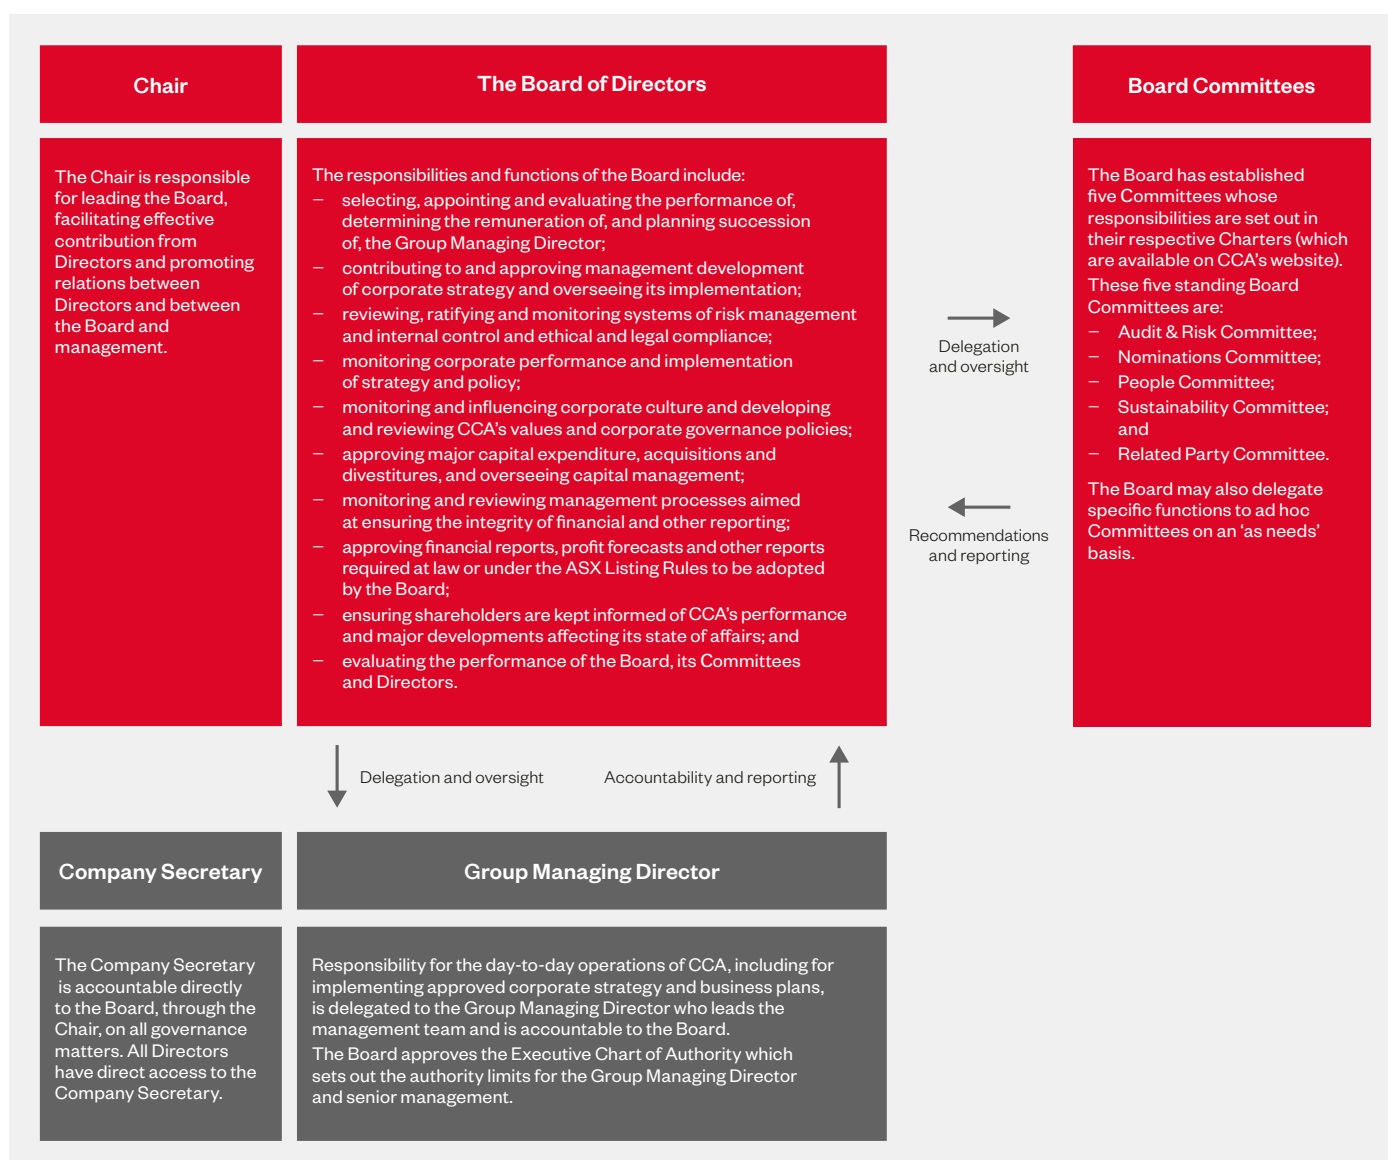 Chair
The Chair is responsible
for leading the Board,
facilitating effective
contribution from
Directors and promoting
relations between
Directors and between
the Board and
management.
The Board of Directors
The responsibilities and functions of the Board include:
– selecting, appointing and evaluating the performance of,
determining the remuneration of, and planning succession
of, the Group Managing Director;
– contributing to and approving management development
of corporate strategy and overseeing its implementation;
– reviewing, ratifying and monitoring systems of risk management
and internal control and ethical and legal compliance;
– monitoring corporate performance and implementation
of strategy and policy;
– monitoring and influencing corporate culture and developing
and reviewing CCA's values and corporate governance policies;
– approving major capital expenditure, acquisitions and
divestitures, and overseeing capital management;
– monitoring and reviewing management processes aimed
at ensuring the integrity of financial and other reporting;
– approving financial reports, profit forecasts and other reports
required at law or under the ASX Listing Rules to be adopted
by the Board;
– ensuring shareholders are kept informed of CCA's performance
and major developments affecting its state of affairs; and
– evaluating the performance of the Board, its Committees
and Directors.
Delegation
and oversight
Recommendations
and reporting
Board Committees
The Board has established
five Committees whose
responsibilities are set out in
their respective Charters (which
are available on CCA's website).
These five standing Board
Committees are:
– Audit & Risk Committee;
– Nominations Committee;
– People Committee;
– Sustainability Committee;
and
– Related Party Committee.
The Board may also delegate
specific functions to ad hoc
Committees on an ‘as needs’
basis.
Delegation and oversight
Accountability and reporting
Company Secretary
The Company Secretary
is accountable directly
to the Board, through the
Chair, on all governance
matters. All Directors
have direct access to the
Company Secretary.
Group Managing Director
Responsibility for the day-to-day operations of CCA, including for
implementing approved corporate strategy and business plans,
is delegated to the Group Managing Director who leads the
management team and is accountable to the Board.
The Board approves the Executive Chart of Authority which
sets out the authority limits for the Group Managing Director
and senior management.